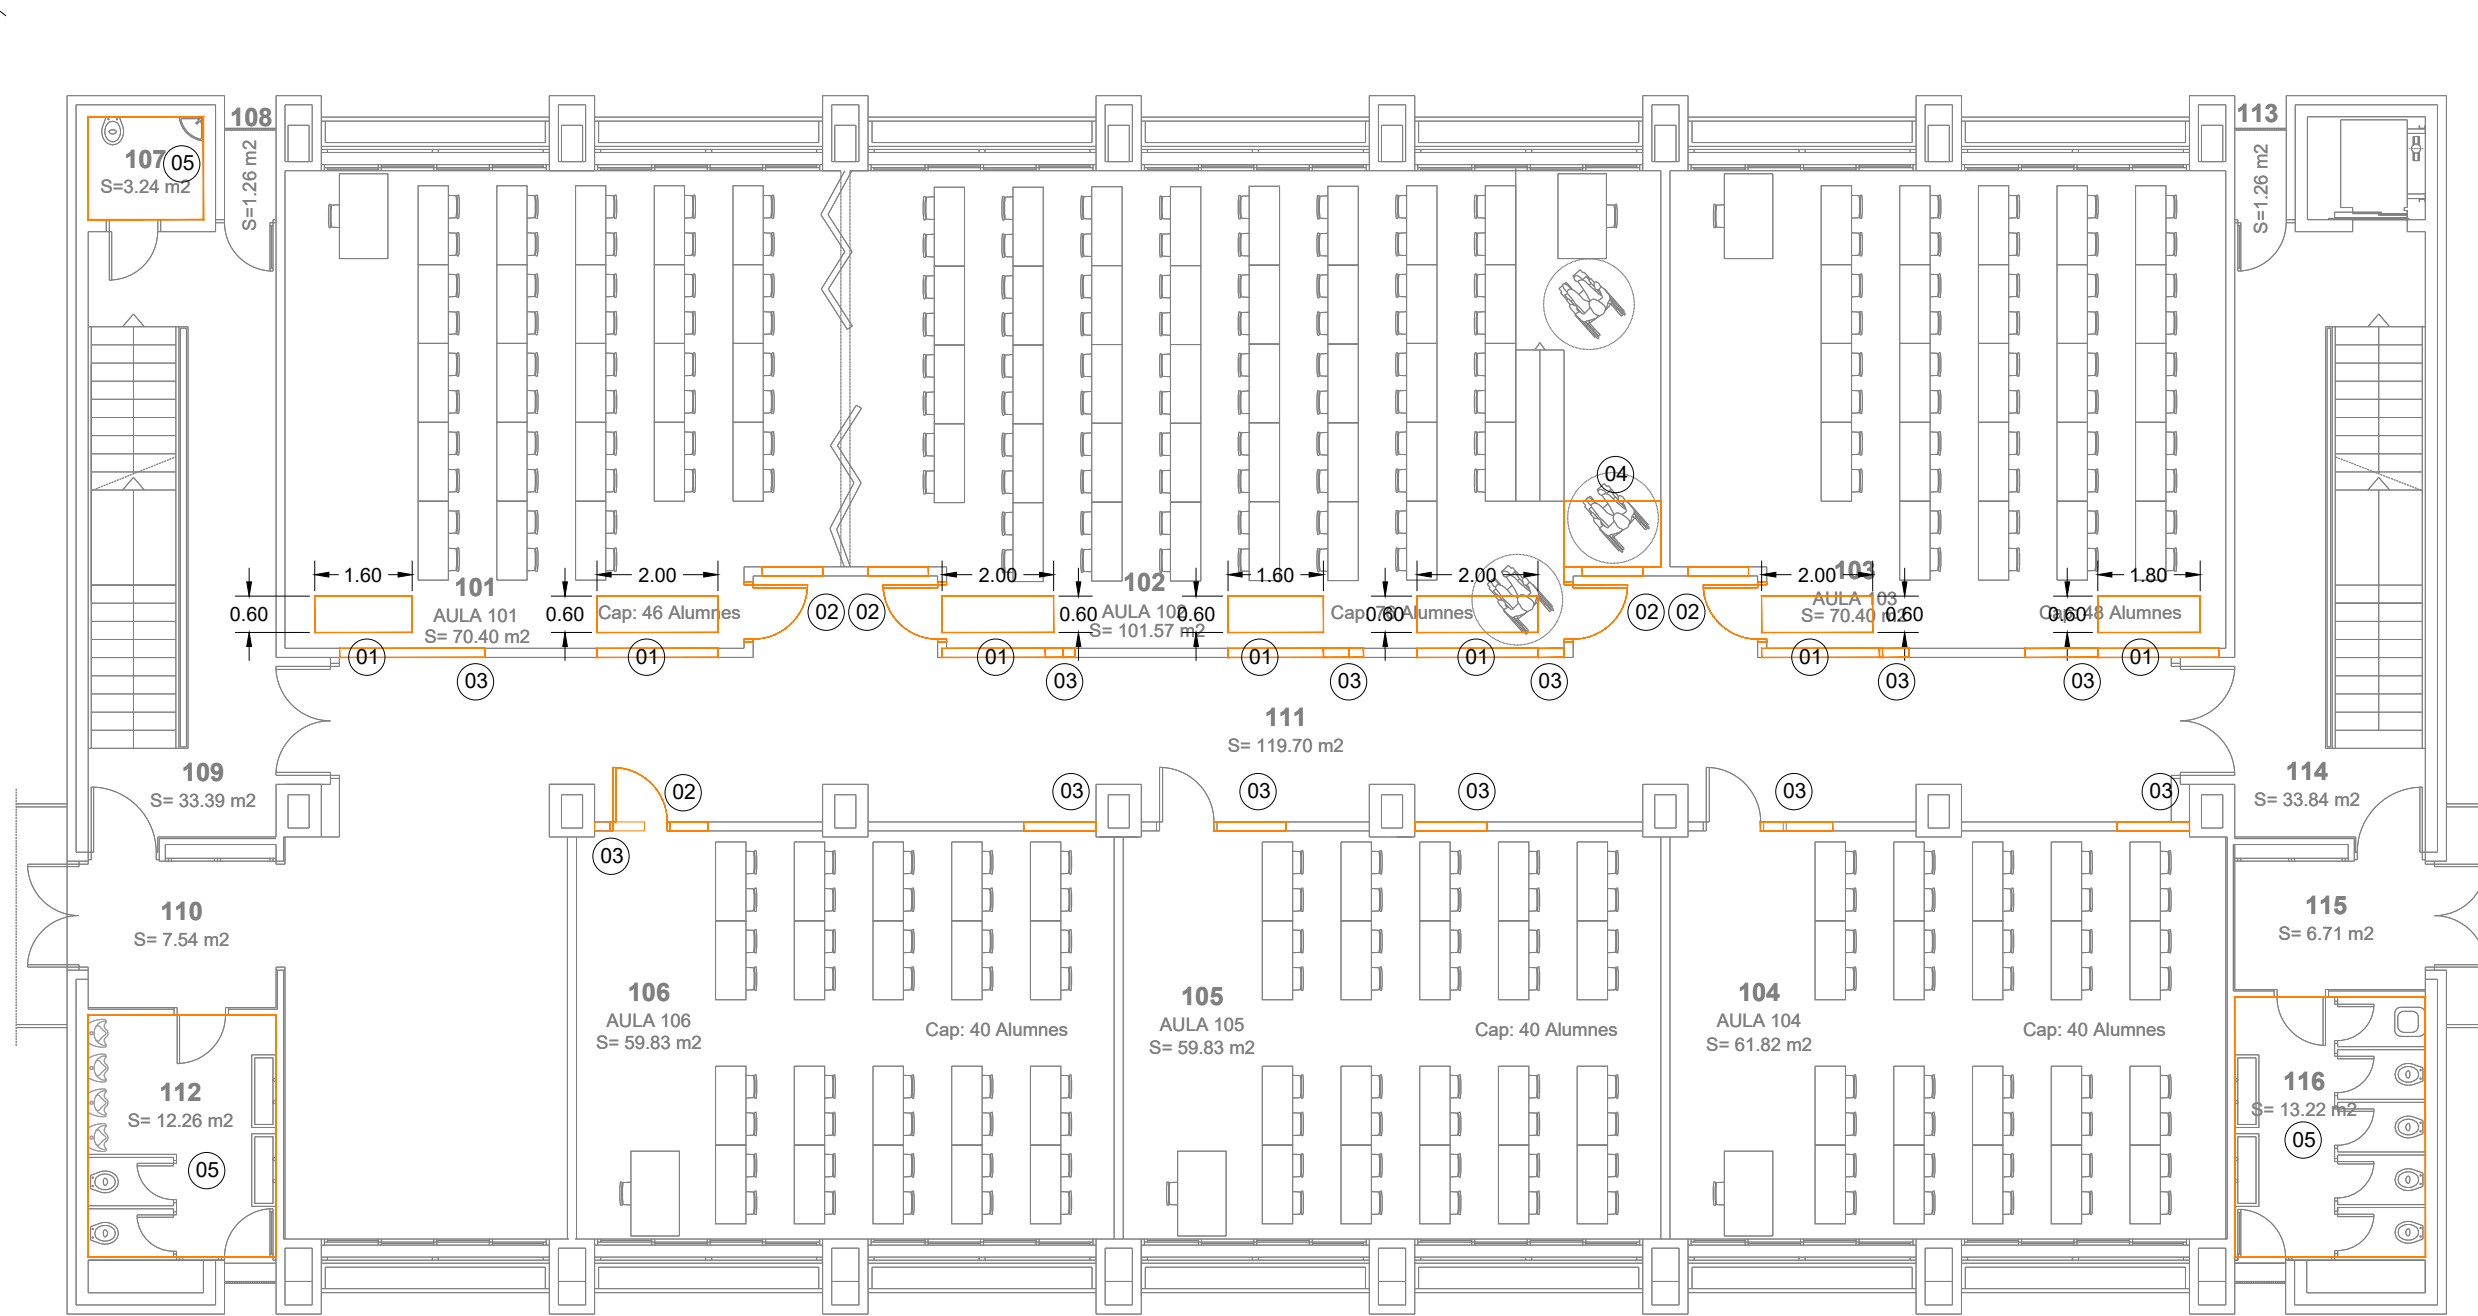 108
113
107
05
S=3.24 m2
S=1.26 m2
S=1.26 m2
04
1.60
2.00
2.00
1.60
2.00
2.00
1.80
101
102
103
0.60
0.60
0.60
0.60
0.60
0.60
0.60
AULA 101
S= 70.40 m2
Cap: 46 Alumnes
02
02
AULA 102
S= 101.57 m2
Cap: 76 Alumnes
02
02
AULA 103
S= 70.40 m2
Cap: 48 Alumnes
01
01
01
01
01
01
01
03
03
03
03
03
03
111
S= 119.70 m2
109
S= 33.39 m2
114
S= 33.84 m2
02
03
03
03
03
03
03
110
S= 7.54 m2
115
S= 6.71 m2
106
AULA 106
S= 59.83 m2
Cap: 40 Alumnes
105
AULA 105
S= 59.83 m2
Cap: 40 Alumnes
104
AULA 104
S= 61.82 m2
Cap: 40 Alumnes
112
S= 12.26 m2
05
116
S= 13.22 m2
05